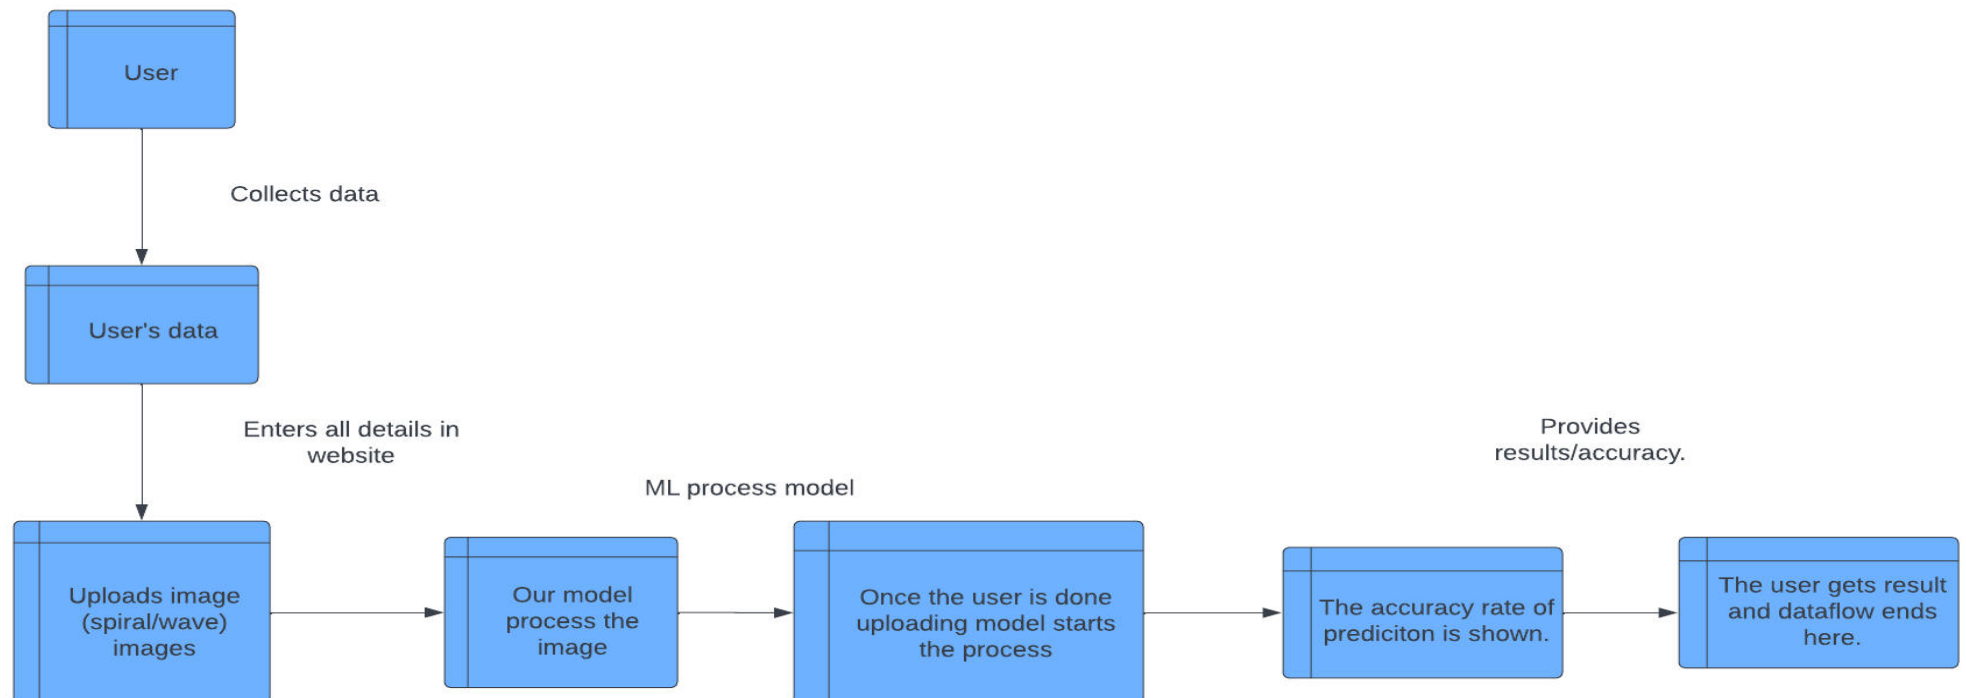 User
Collects data
User's data
Enters all details in
website
Provides
results/accuracy.
ML process model
Uploads image
(spiral/wave)
images
Our model
process the
image
Once the user is done
uploading model starts
the process
The accuracy rate of
prediciton is shown.
The user gets result
and dataflow ends
here.